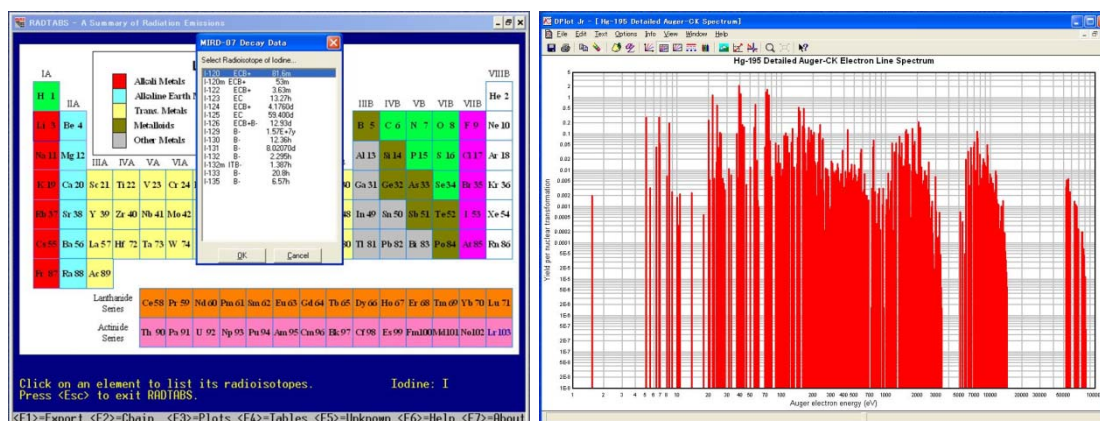 RADTABS - A Summary of Radiation Emissions
MIRD-07 Decay Data
Select Radioisotope of Iodine...
I-120 ECB+ 81.6m
I-120m ECB+ 53m
I-122 ECB+ 3.63m
I-123 EC 13.27h
I-124 ECB+ 4.1760d
I-125 EC 59.400d
I-126 ECB+B- 12.93d
I-129 B- 1.57E+7y
I-130 B- 12.36h
I-131 B- 8.02070d
I-132 B- 2.295h
I-132m ITB- 1.387h
I-133 B- 20.8h
I-135 B- 6.57h
OK Cancel
IA IIA IIIA IVA VA VIA IIIB IVB VB VIB VIIB VIIIB
Alkali Metals
Alkaline Earth
Trans. Metals
Metalloids
Other Metals
H 1 He 2
Li 3 Be 4 B 5 C 6 N 7 O 8 F 9 Ne 10
Na 11 Mg 12 Al 13 Si 14 P 15 S 16 Cl 17 Ar 18
K 19 Ca 20 Sc 21 Ti 22 V 23 Cr 24 Ga 31 Ge 32 As 33 Se 34 Br 35 Kr 36
Rb 37 Sr 38 Y 39 Zr 40 Nb 41 Mo 42 In 49 Sn 50 Sb 51 Te 52 I 53 Xe 54
Cs 55 Ba 56 La 57 Hf 72 Ta 73 W 74 Tl 81 Pb 82 Bi 83 Po 84 At 85 Rn 86
Fr 87 Ra 88 Ac 89
Lanthanide Series
Ce 58 Pr 59 Nd 60 Pm 61 Sm 62 Eu 63 Gd 64 Tb 65 Dy 66 Ho 67 Er 68 Tm 69 Yb 70 Lu 71
Actinide Series
Th 90 Pa 91 U 92 Np 93 Pu 94 Am 95 Cm 96 Bk 97 Cf 98 Es 99 Fm100 Md101 No102 Lr103
Click on an element to list its radioisotopes. Iodine: I
Press <Esc> to exit RADTABS.
<F1>=Export <F2>=Chain <F3>=Plots <F4>=Tables <F5>=Unknown <F6>=Help <F7>=About
DPlot Jr - [Hg-195 Detailed Auger-CK Spectrum]
File Edit Text Options Info View Window Help
Hg-195 Detailed Auger-CK Electron Line Spectrum
Yield per nuclear transformation
Auger electron energy (eV)